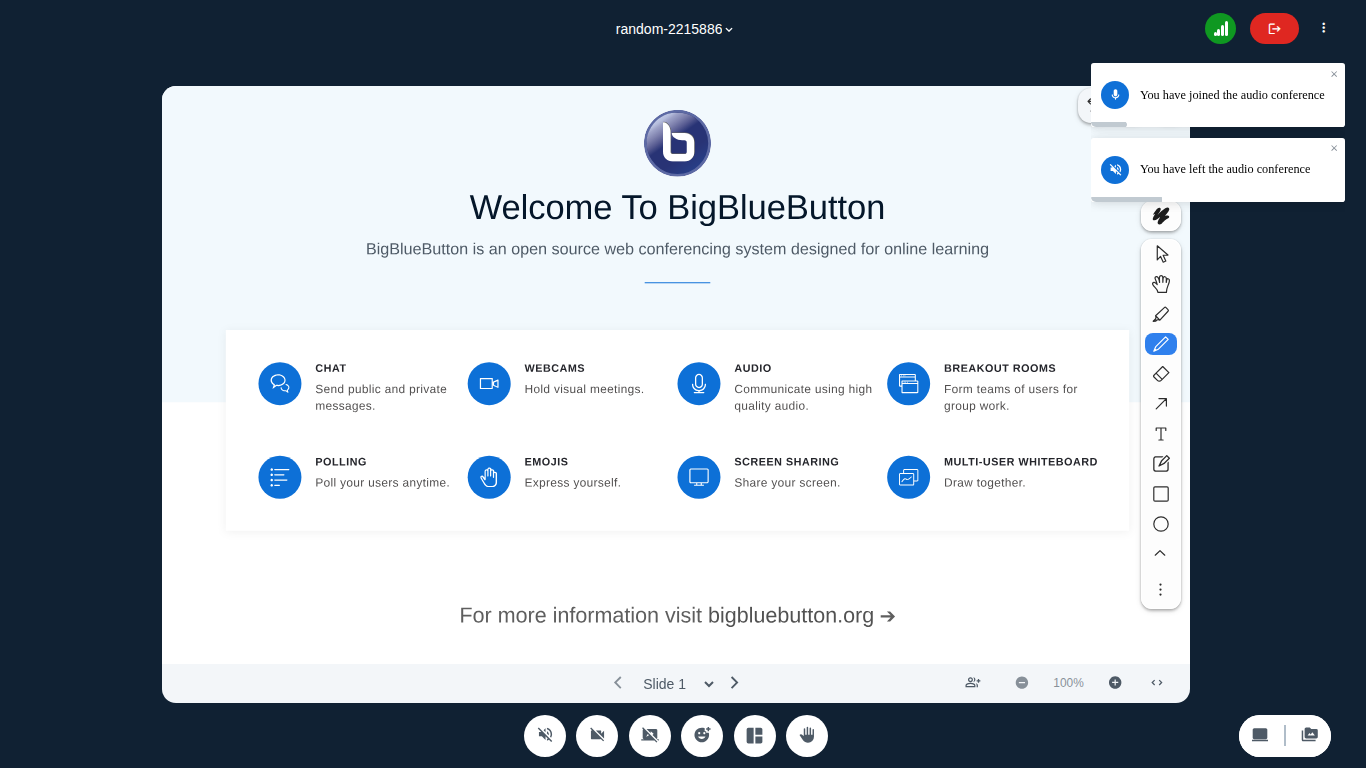 random-2215886
You have joined the audio conference
You have left the audio conference
Welcome To BigBlueButton
BigBlueButton is an open source web conferencing system designed for online learning
CHAT
Send public and private
messages.
WEBCAMS
Hold visual meetings.
AUDIO
Communicate using high
quality audio.
BREAKOUT ROOMS
Form teams of users for
group work.
POLLING
Poll your users anytime.
EMOJIS
Express yourself.
SCREEN SHARING
Share your screen.
MULTI-USER WHITEBOARD
Draw together.
For more information visit bigbluebutton.org →
Slide 1
100%